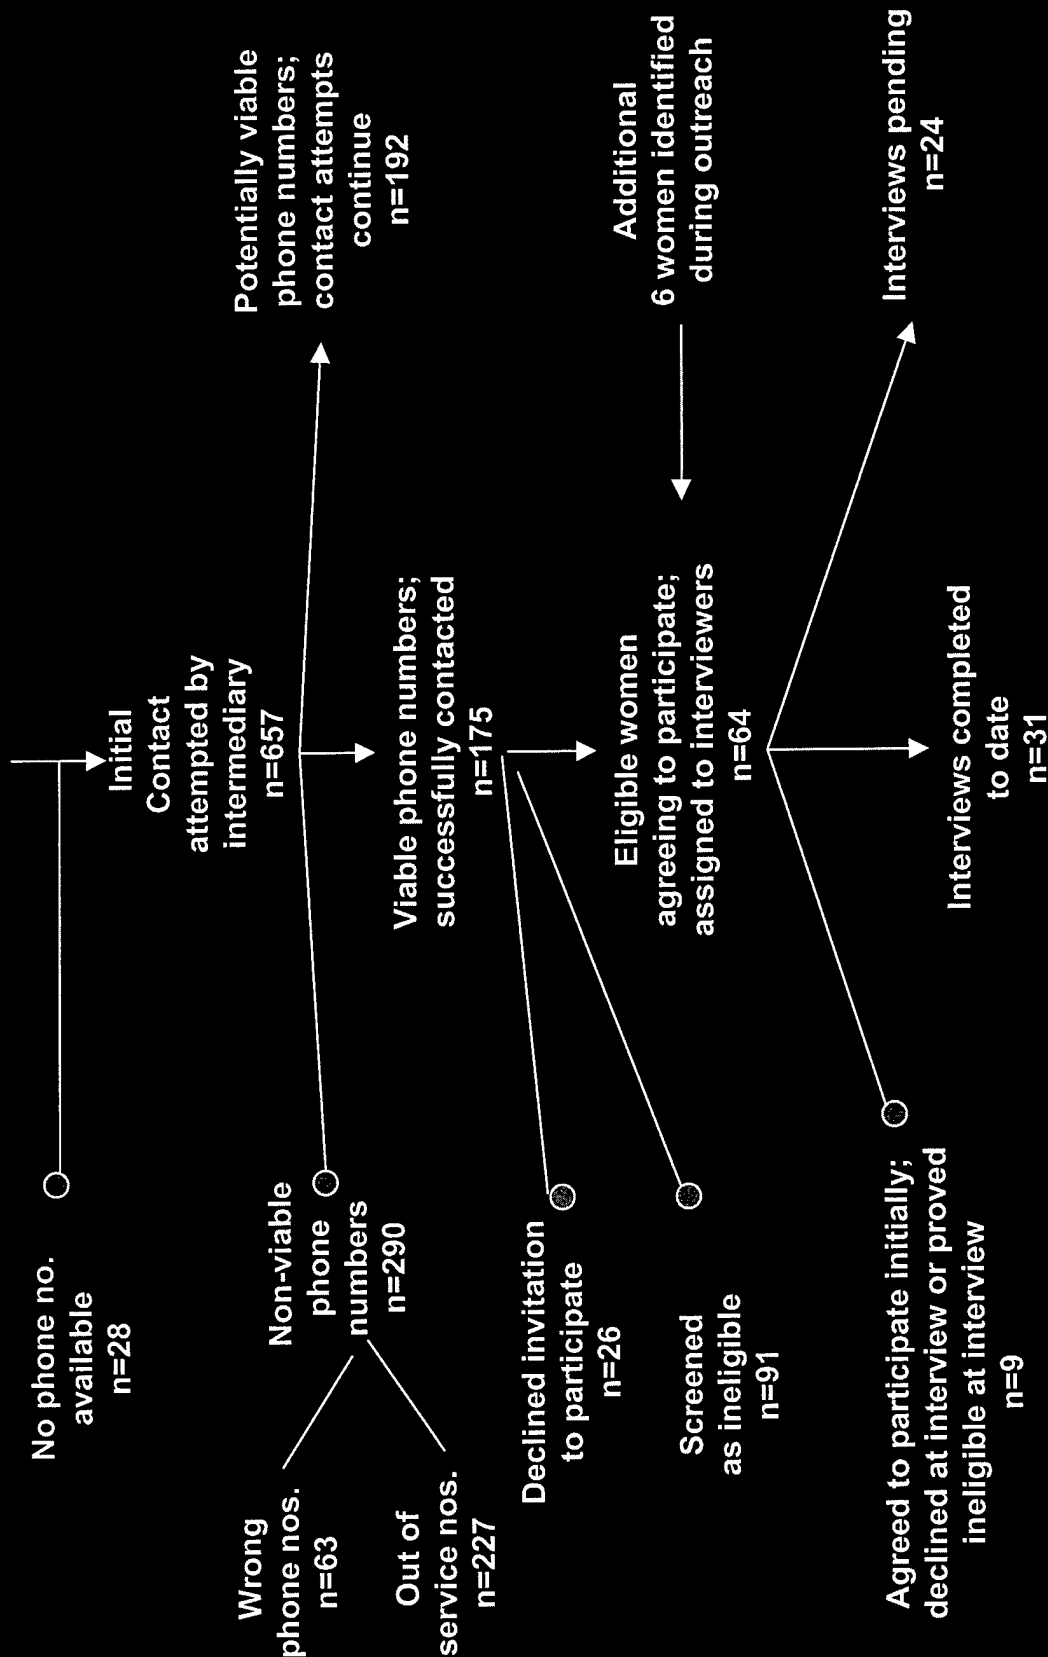 No phone no.
available
n=28
Initial
Contact
attempted by
intermediary
n=657
Wrong
phone nos.
n=63
Out of
service nos.
n=227
Non-viable
phone
numbers
n=290
Potentially viable
phone numbers;
contact attempts
continue
n=192
Viable phone numbers;
successfully contacted
n=175
Declined invitation
to participate
n=26
Screened
as ineligible
n=91
Eligible women
agreeing to participate;
assigned to interviewers
n=64
Additional
6 women identified
during outreach
Agreed to participate initially;
declined at interview or proved
ineligible at interview
n=9
Interviews completed
to date
n=31
Interviews pending
n=24